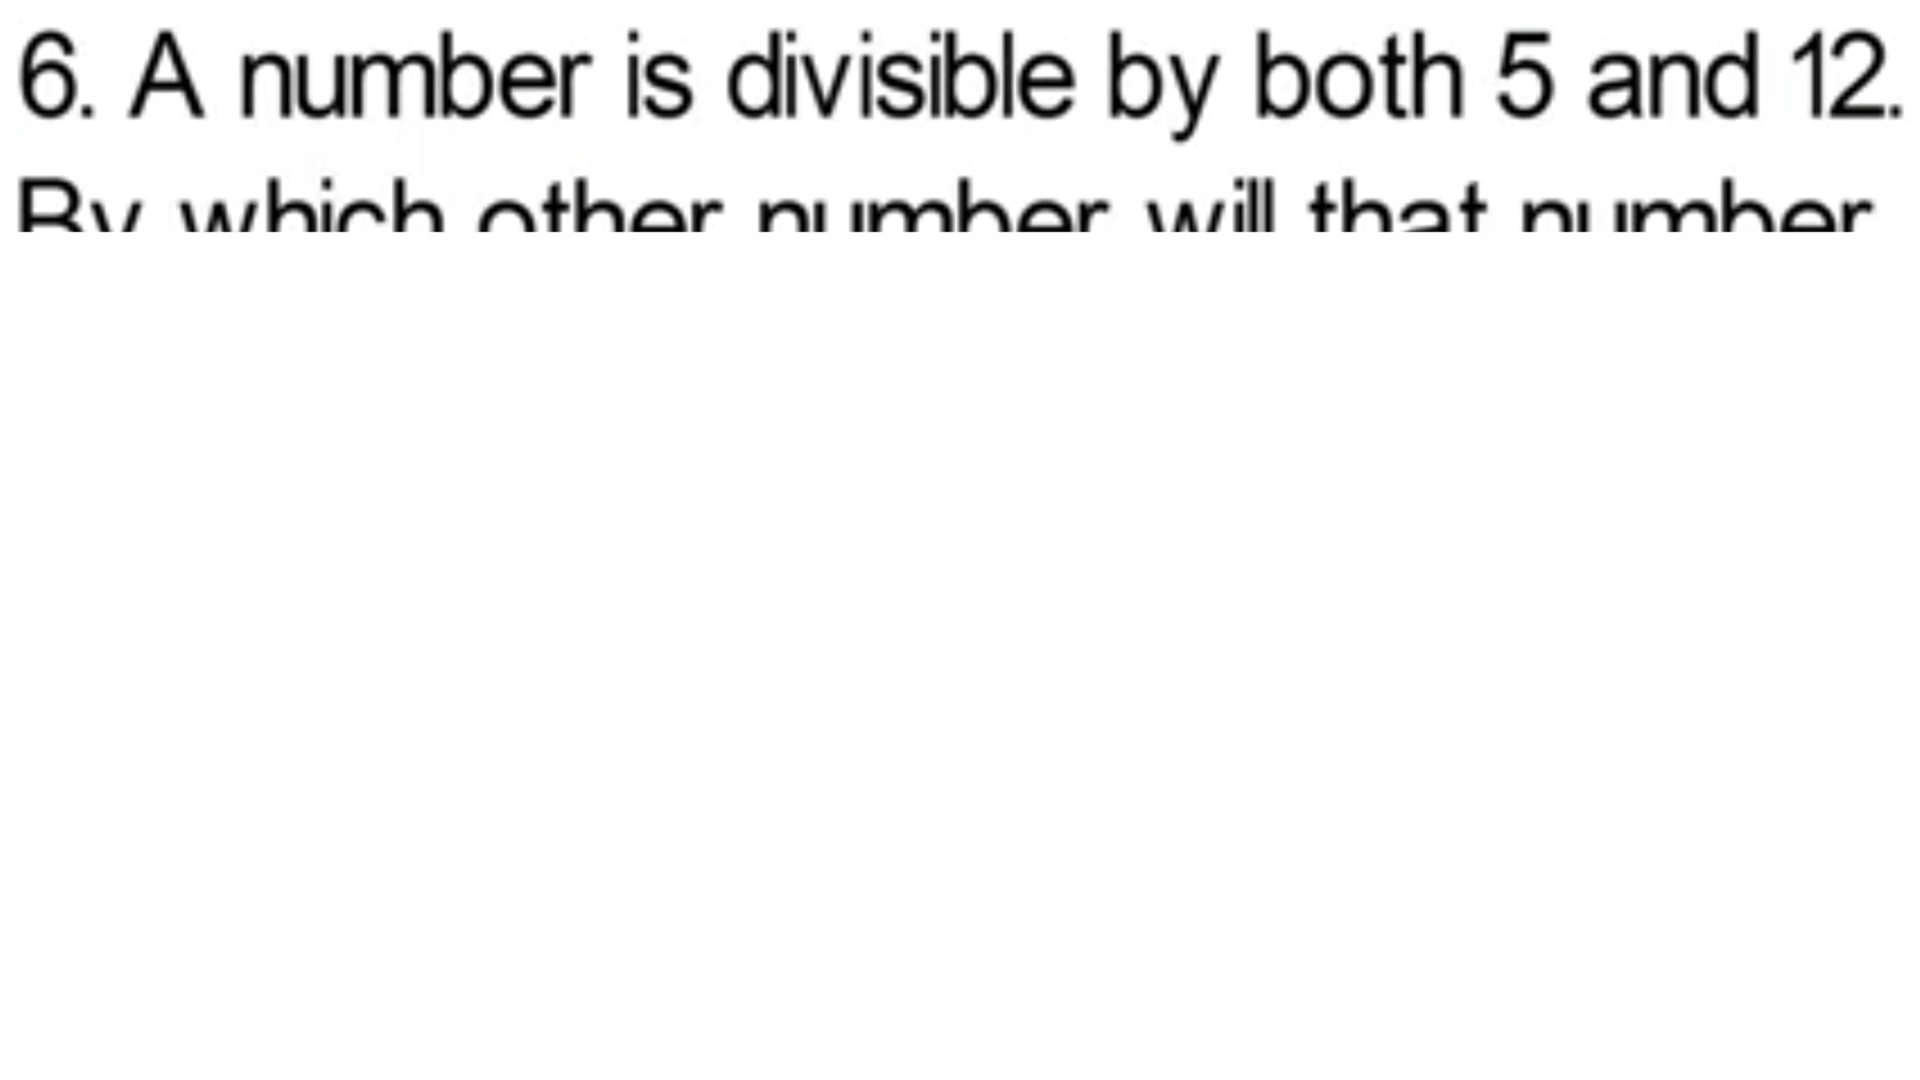 6. A number is divisible by both 5 and 12.
By which other number will that number